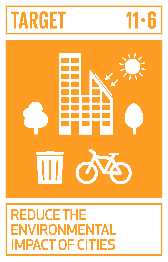 TARGET 11·6
REDUCE THE
ENVIRONMENTAL
IMPACT OF CITIES